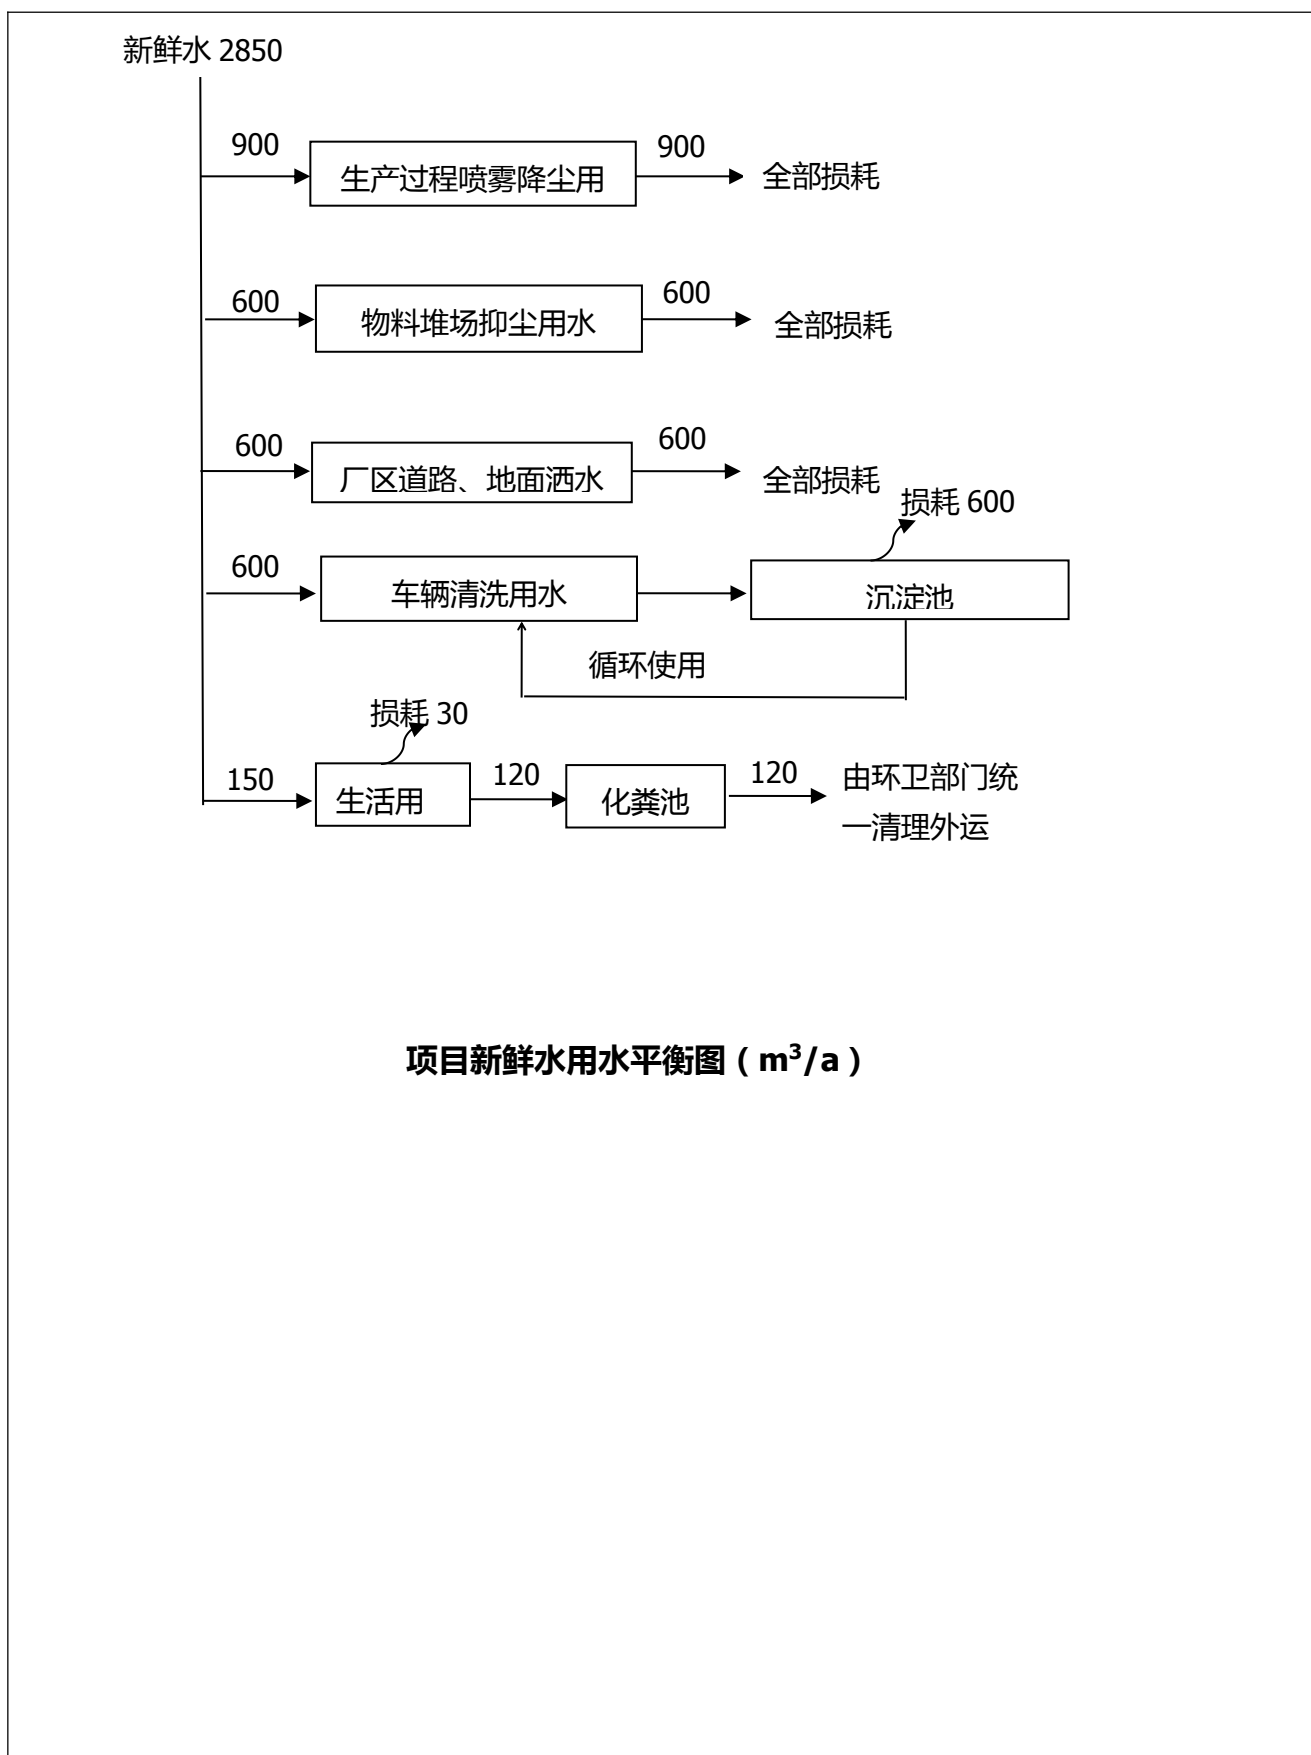 新鲜水 2850
900
生产过程喷雾降尘用
900
全部损耗
600
物料堆场抑尘用水
600
全部损耗
600
厂区道路、地面洒水
600
全部损耗
损耗 600
600
车辆清洗用水
沉淀池
循环使用
损耗 30
150
生活用
120
化粪池
120
由环卫部门统
一清理外运
项目新鲜水用水平衡图（m³/a）